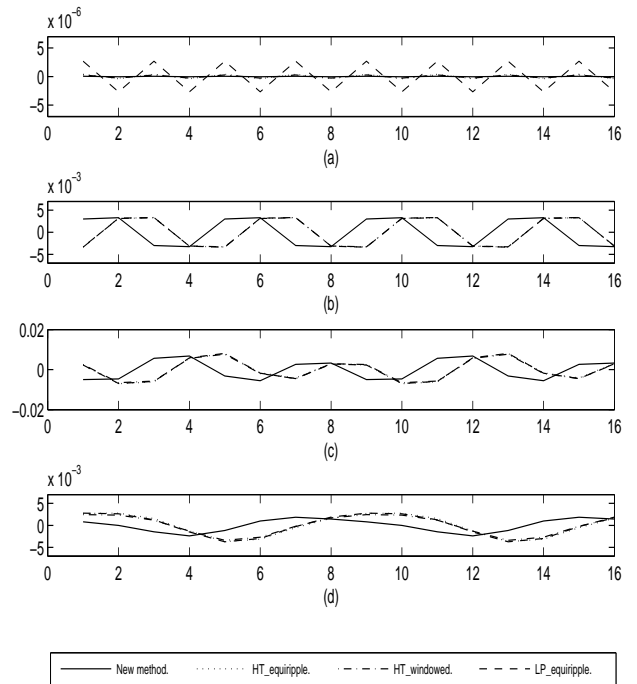 x 10−6
5
0
−5
2 4 6 8 10 12 14 16
(a)
x 10−3
5
0
−5
0 2 4 6 8 10 12 14 16
(b)
0.02
0
−0.02
0 2 4 6 8 10 12 14 16
(c)
x 10−3
5
0
−5
0 2 4 6 8 10 12 14 16
(d)
New method. HT_equiripple. HT_windowed. LP_equiripple.